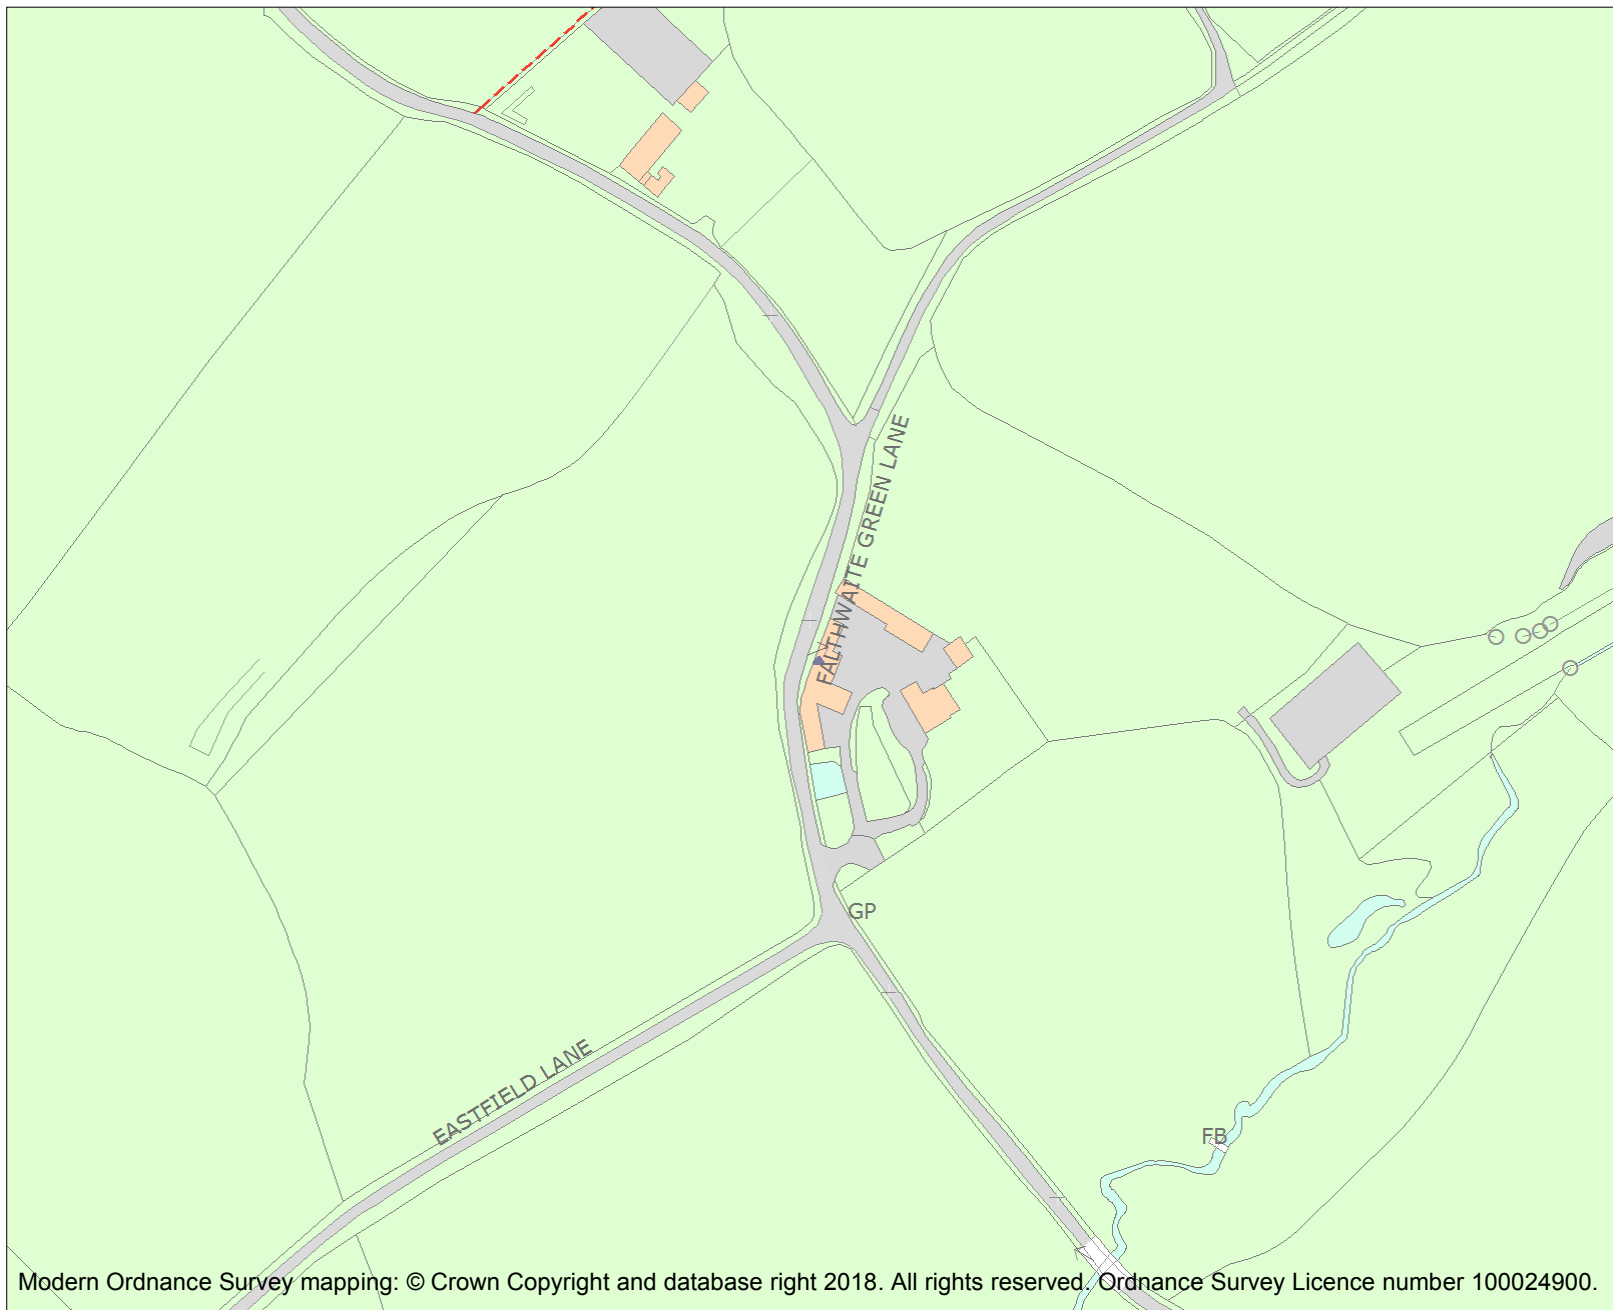 FALTHWAITE GREEN LANE
GP
EASTFIELD LANE
FB
Modern Ordnance Survey mapping: © Crown Copyright and database right 2018. All rights reserved. Ordnance Survey Licence number 100024900.